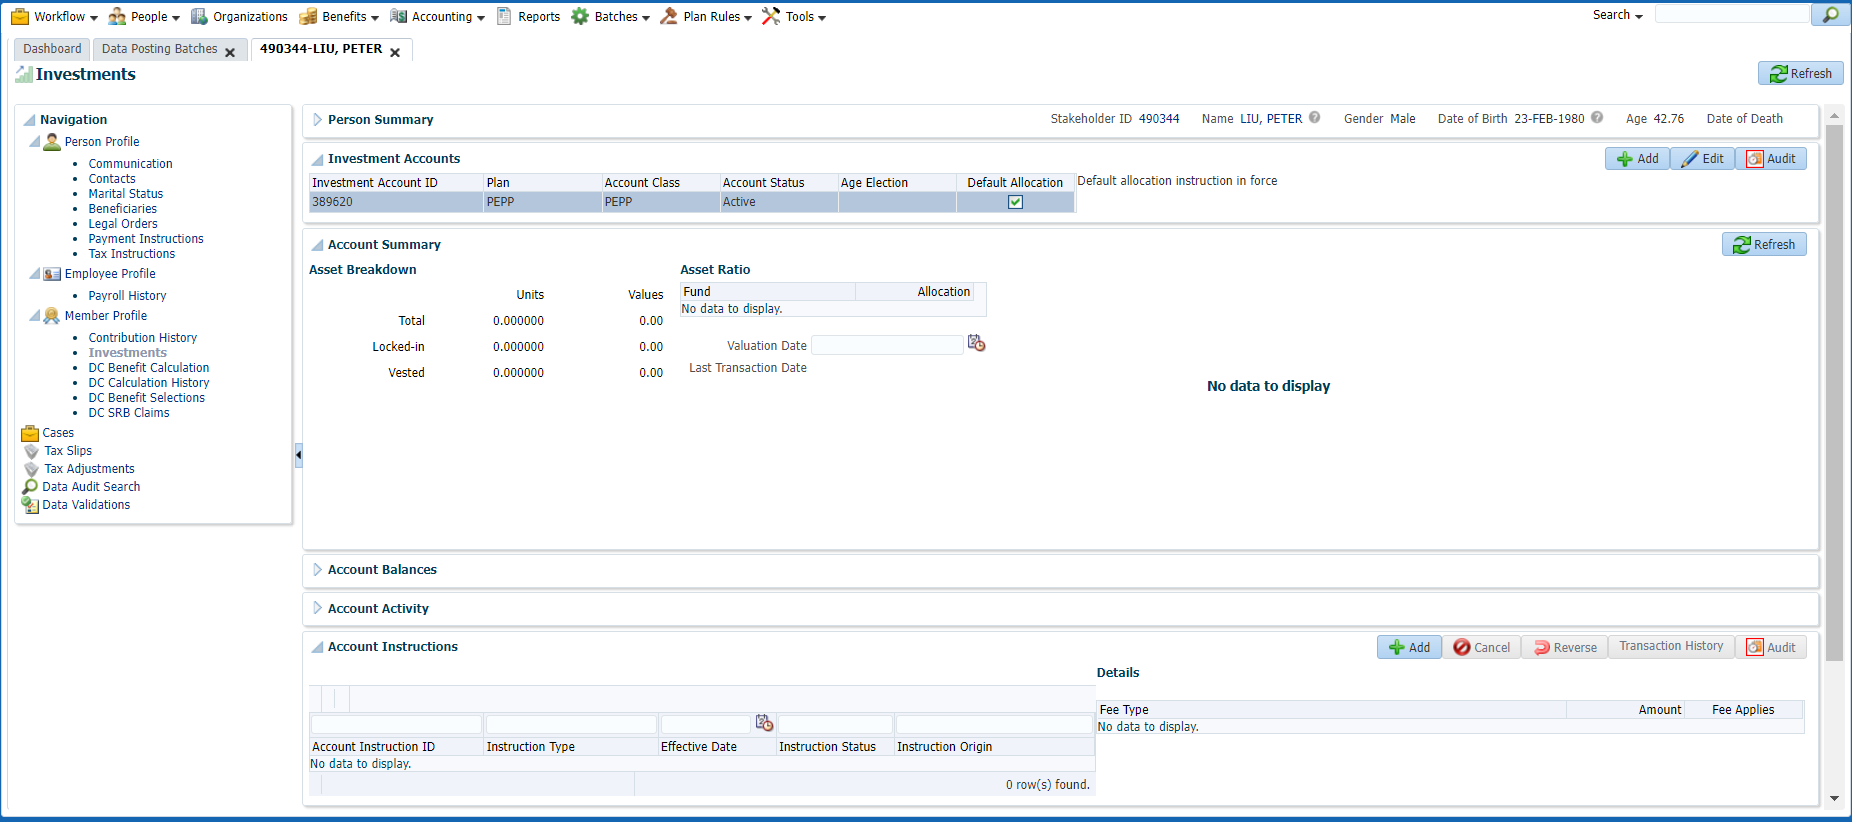 Workflow People Organizations Benefits Accounting Reports Batches Plan Rules Tools Search
Dashboard Data Posting Batches 490344-LIU, PETER
Investments Refresh
Navigation
Person Profile
Communication
Contacts
Marital Status
Beneficiaries
Legal Orders
Payment Instructions
Tax Instructions
Employee Profile
Payroll History
Member Profile
Contribution History
Investments
DC Benefit Calculation
DC Calculation History
DC Benefit Selections
DC SRB Claims
Cases
Tax Slips
Tax Adjustments
Data Audit Search
Data Validations
Person Summary Stakeholder ID 490344 Name LIU, PETER Gender Male Date of Birth 23-FEB-1980 Age 42.76 Date of Death
Investment Accounts Add Edit Audit
Investment Account ID Plan Account Class Account Status Age Election Default Allocation Default allocation instruction in force
389620 PEPP PEPP Active
Account Summary Refresh
Asset Breakdown
Units Values
Total 0.000000 0.00
Locked-in 0.000000 0.00
Vested 0.000000 0.00
Asset Ratio
Fund Allocation
No data to display.
Valuation Date
Last Transaction Date
No data to display
Account Balances
Account Activity
Account Instructions Add Cancel Reverse Transaction History Audit
Account Instruction ID Instruction Type Effective Date Instruction Status Instruction Origin
No data to display.
0 row(s) found.
Details
Fee Type Amount Fee Applies
No data to display.